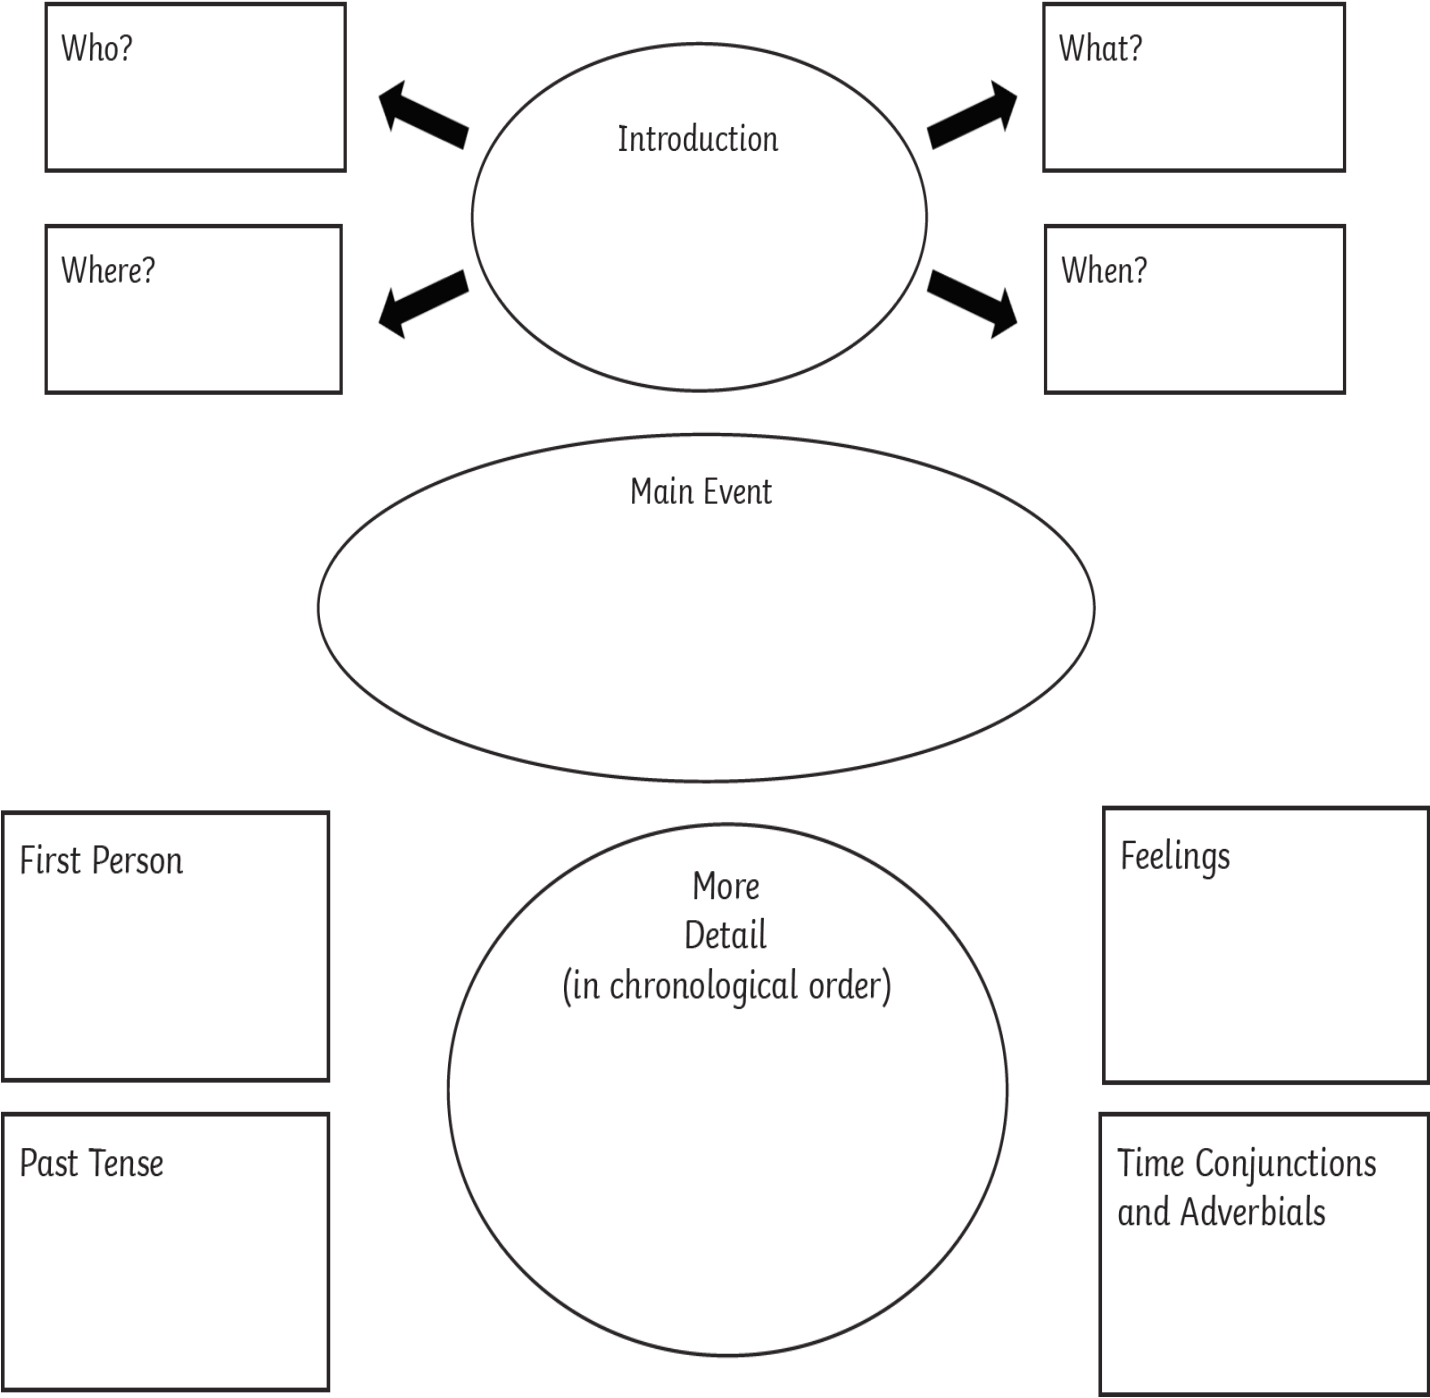 Who?
What?
Introduction
Where?
When?
Main Event
First Person
Feelings
More
Detail
(in chronological order)
Past Tense
Time Conjunctions
and Adverbials